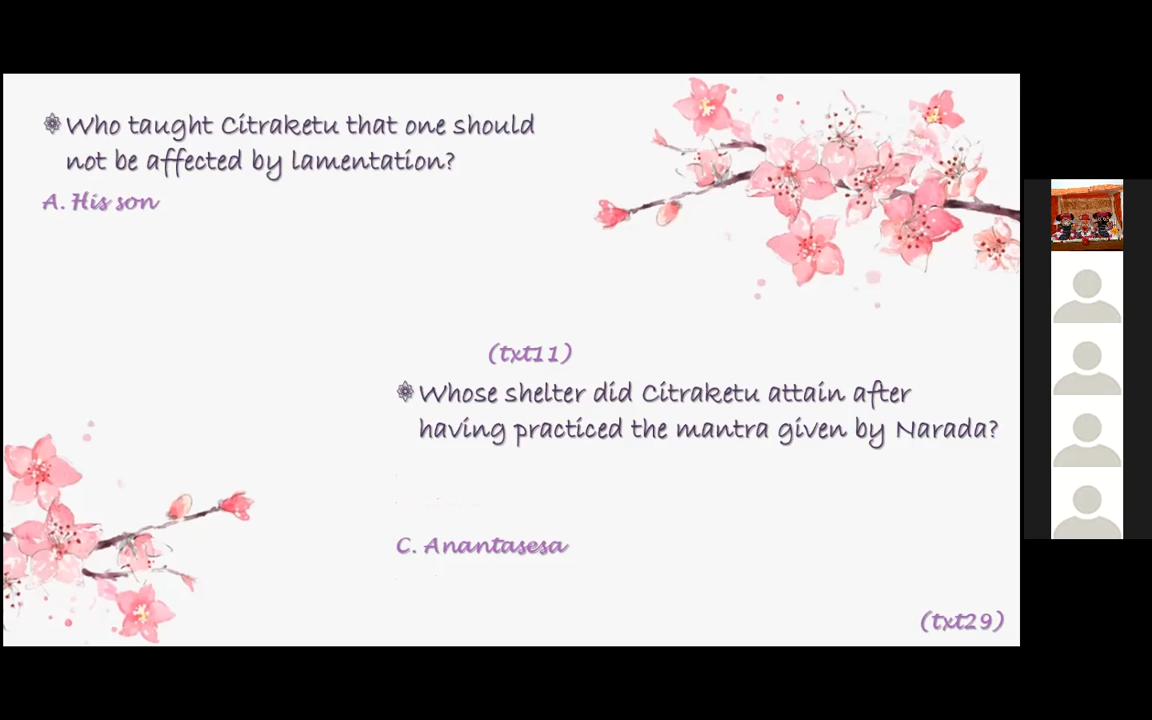 Who taught Citraketu that one should
not be affected by lamentation?
A. His son
(txt11)
Whose shelter did Citraketu attain after
having practiced the mantra given by Narada?
C. Anantasesa
(txt29)